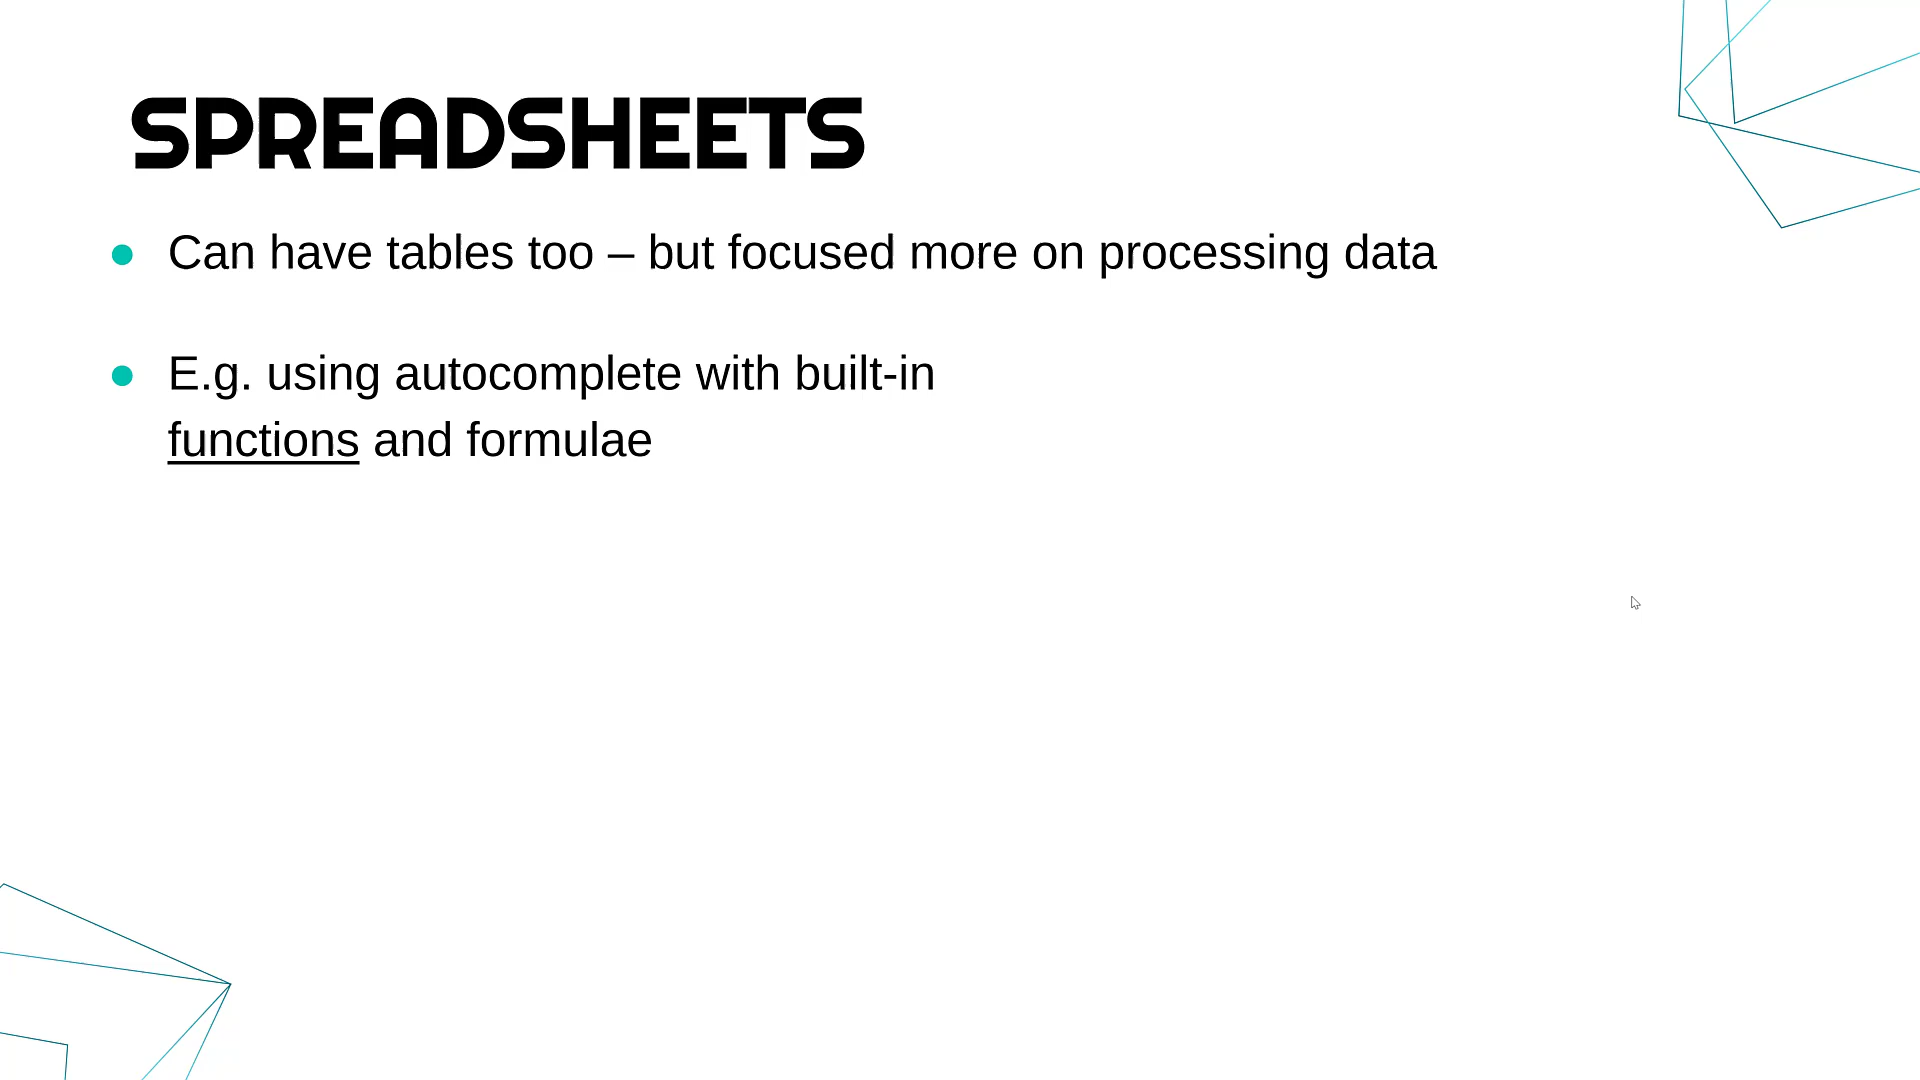 SPREADSHEETS
Can have tables too – but focused more on processing data
E.g. using autocomplete with built-in
functions and formulae